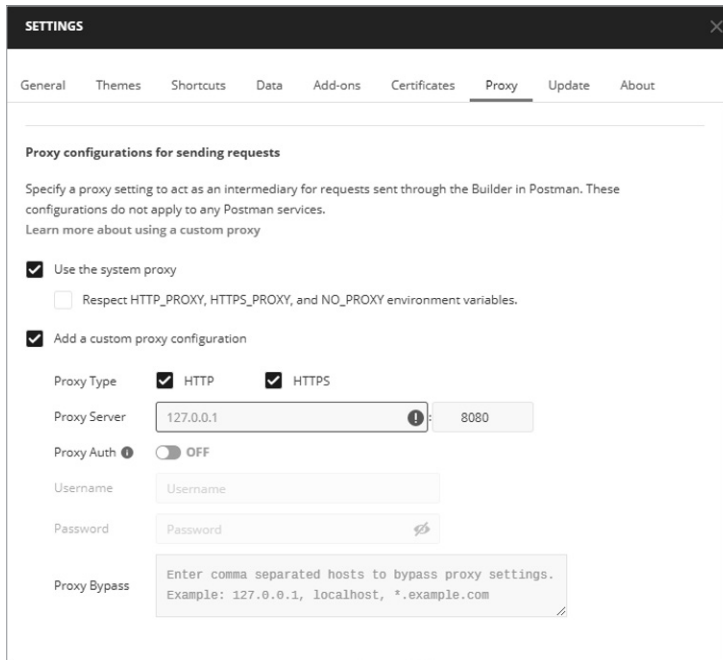 SETTINGS
General Themes Shortcuts Data Add-ons Certificates Proxy Update About
Proxy configurations for sending requests
Specify a proxy setting to act as an intermediary for requests sent through the Builder in Postman. These
configurations do not apply to any Postman services.
Learn more about using a custom proxy
Use the system proxy
Respect HTTP_PROXY, HTTPS_PROXY, and NO_PROXY environment variables.
Add a custom proxy configuration
Proxy Type HTTP HTTPS
Proxy Server 127.0.0.1 : 8080
Proxy Auth OFF
Username Username
Password Password
Proxy Bypass
Enter comma separated hosts to bypass proxy settings.
Example: 127.0.0.1, localhost, *.example.com